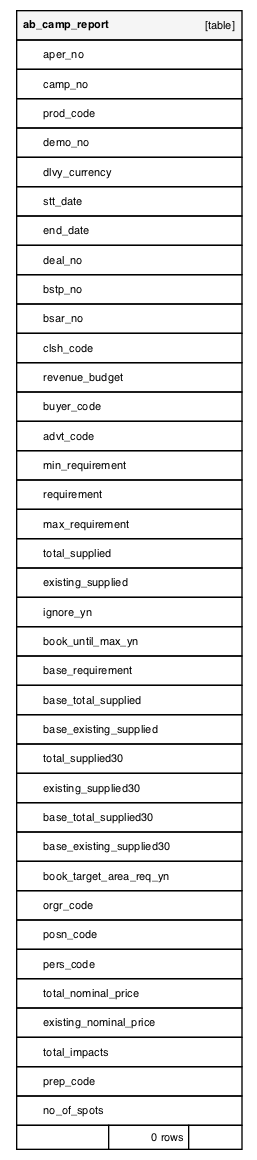 ab_camp_report [table]
aper_no
camp_no
prod_code
demo_no
dlvy_currency
stt_date
end_date
deal_no
bstp_no
bsar_no
clsh_code
revenue_budget
buyer_code
advt_code
min_requirement
requirement
max_requirement
total_supplied
existing_supplied
ignore_yn
book_until_max_yn
base_requirement
base_total_supplied
base_existing_supplied
total_supplied30
existing_supplied30
base_total_supplied30
base_existing_supplied30
book_target_area_req_yn
orgr_code
posn_code
pers_code
total_nominal_price
existing_nominal_price
total_impacts
prep_code
no_of_spots
0 rows